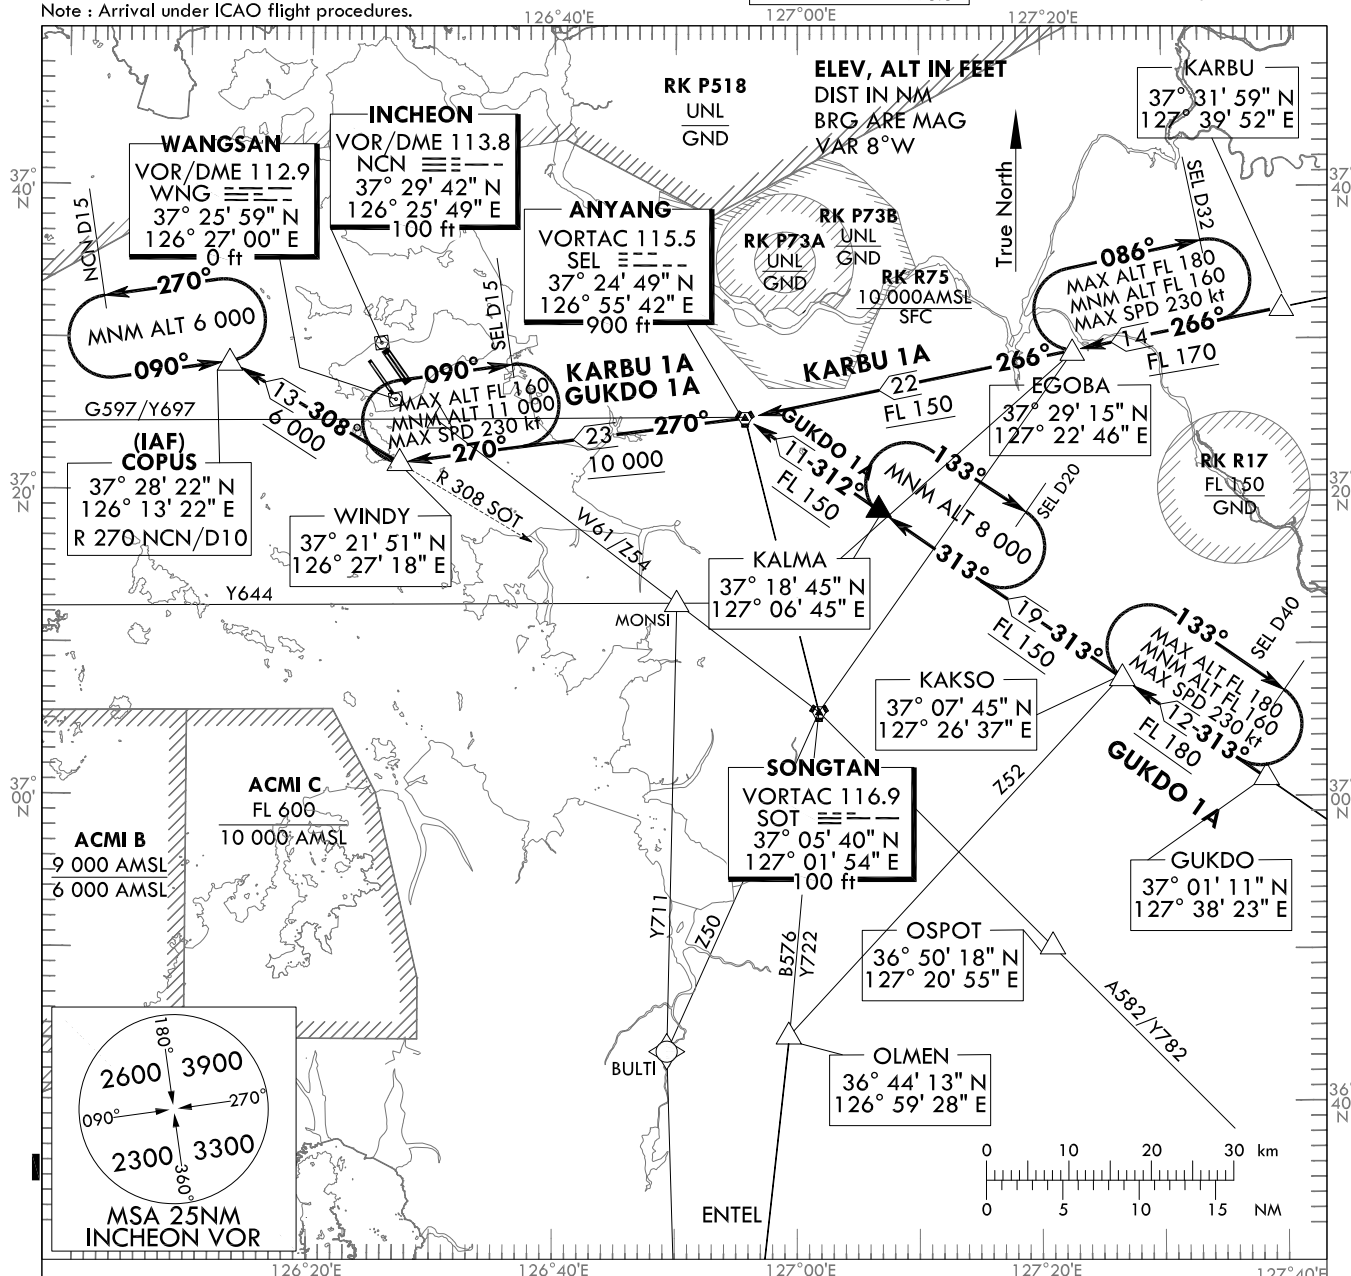 Note : Arrival under ICAO flight procedures.
126°40'E
127°00'E
127°20'E
RK P518
UNL
GND
ELEV, ALT IN FEET
DIST IN NM
BRG ARE MAG
VAR 8°W
True North
KARBU
37° 31' 59" N
127° 39' 52" E
WANGSAN
VOR/DME 112.9
WNG
37° 25' 59" N
126° 27' 00" E
0 ft
INCHEON
VOR/DME 113.8
NCN
37° 29' 42" N
126° 25' 49" E
100 ft
ANYANG
VORTAC 115.5
SEL
37° 24' 49" N
126° 55' 42" E
900 ft
RK P73B
UNL
GND
RK P73A
UNL
GND
RK R75
10 000AMSL
SFC
37°
40'
N
37°
40'
N
NCN D15
270°
MNM ALT 6 000
090°
SEL D15
090°
MAX ALT FL 160
MNM ALT 11 000
MAX SPD 230 kt
270°
KARBU 1A
GUKDO 1A
23
270°
10 000
KARBU 1A
266°
22
FL 150
SEL D32
086°
MAX ALT FL 180
MNM ALT FL 160
MAX SPD 230 kt
14
266°
FL 170
EGOBA
37° 29' 15" N
127° 22' 46" E
G597/Y697
13-308°
6 000
(IAF)
COPUS
37° 28' 22" N
126° 13' 22" E
R 270 NCN/D10
WINDY
37° 21' 51" N
126° 27' 18" E
R 308 SOT
W61/Z54
GUKDO 1A
11-312°
FL 150
133°
MNM ALT 8 000
SEL D20
313°
RK R17
FL 150
GND
37°
20'
N
37°
20'
N
KALMA
37° 18' 45" N
127° 06' 45" E
Y644
MONSI
19-313°
FL 150
133°
MAX ALT FL 180
MNM ALT FL 160
MAX SPD 230 kt
SEL D40
12-313°
FL 180
GUKDO 1A
KAKSO
37° 07' 45" N
127° 26' 37" E
Z52
SONGTAN
VORTAC 116.9
SOT
37° 05' 40" N
127° 01' 54" E
100 ft
37°
00'
N
37°
00'
N
ACMI C
FL 600
10 000 AMSL
ACMI B
9 000 AMSL
6 000 AMSL
GUKDO
37° 01' 11" N
127° 38' 23" E
Y711
Z50
B576
Y722
OSPOT
36° 50' 18" N
127° 20' 55" E
A582/Y782
BULTI
OLMEN
36° 44' 13" N
126° 59' 28" E
36°
40'
N
180°
2600
3900
090°
270°
2300
3300
360°
MSA 25NM
INCHEON VOR
ENTEL
0 10 20 30 km
0 5 10 15 NM
126°20'E
126°40'E
127°00'E
127°20'E
127°40'E